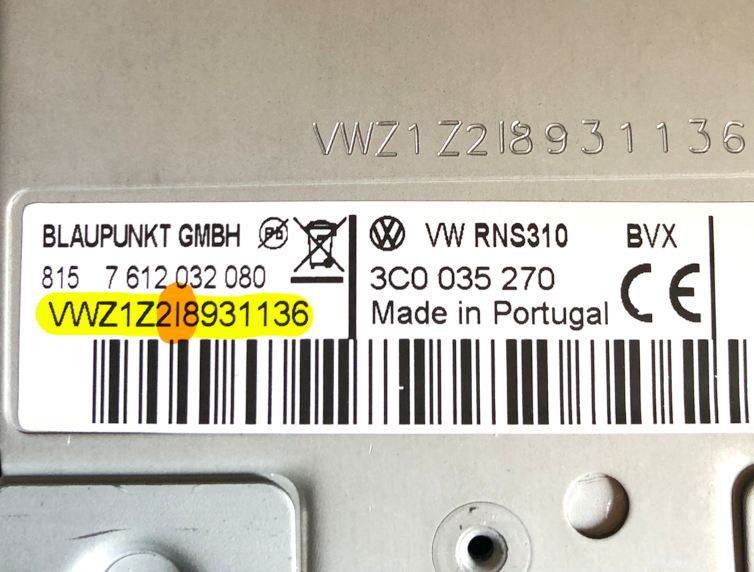 VWZ1Z2I8931136
BLAUPUNKT GMBH Pb
815 7 612 032 080
VWZ1Z2I8931136
VW RNS310 BVX
3C0 035 270
Made in Portugal CE